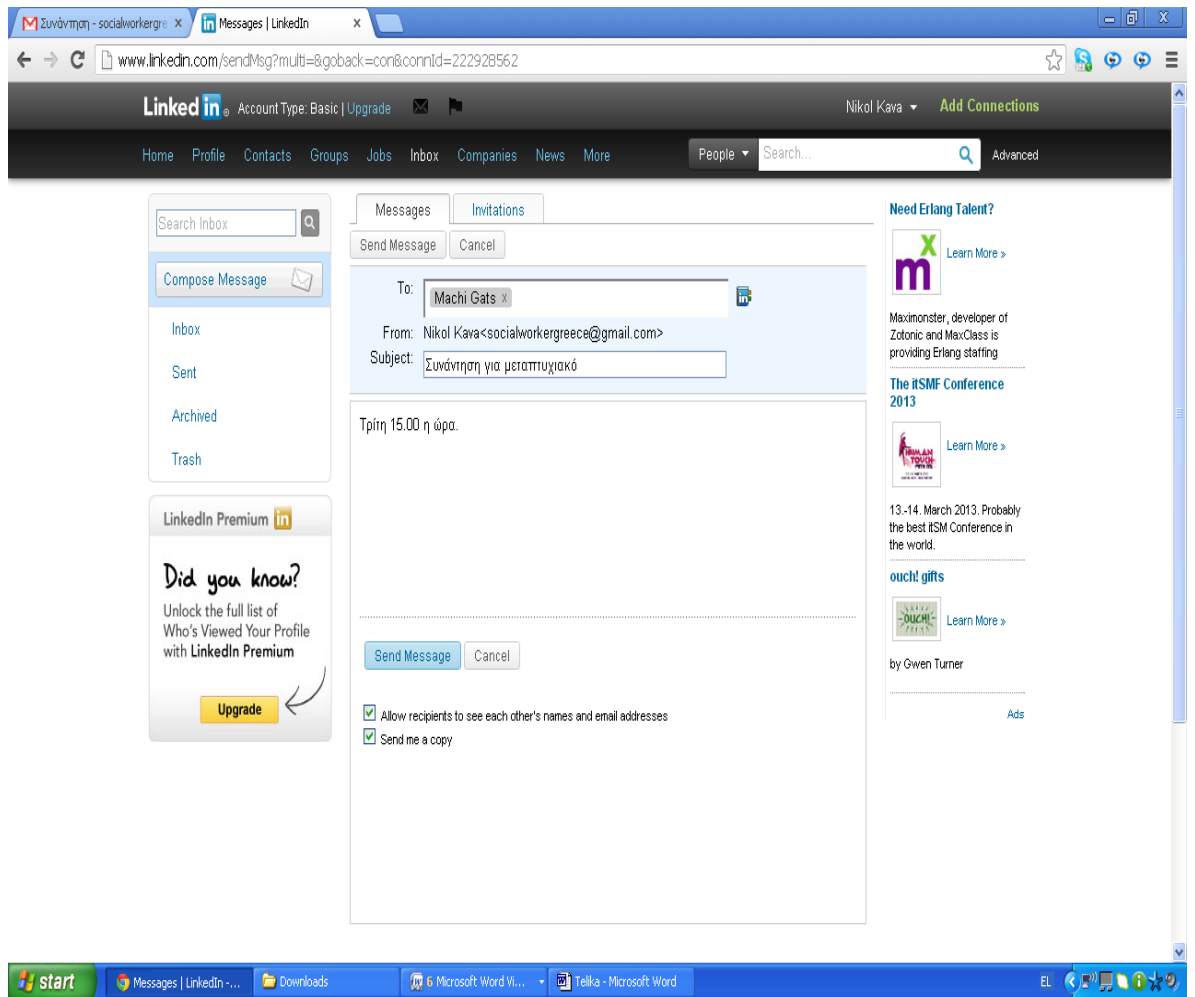 Συνάντηση - socialworkergre
Messages | LinkedIn
www.linkedin.com/sendMsg?multi=&goback=con&connId=222928562
Linked in ® Account Type: Basic | Upgrade
Nikol Kava
Add Connections
Home Profile Contacts Groups Jobs Inbox Companies News More
People Search... Advanced
Search Inbox
Compose Message
Inbox
Sent
Archived
Trash
LinkedIn Premium in
Did you know?
Unlock the full list of
Who's Viewed Your Profile
with LinkedIn Premium
Upgrade
Messages Invitations
Send Message Cancel
To: Machi Gats x
From: Nikol Kava<socialworkergreece@gmail.com>
Subject: Συνάντηση για μεταπτυχιακό
Τρίτη 15.00 η ώρα.
Send Message Cancel
Allow recipients to see each other's names and email addresses
Send me a copy
Need Erlang Talent?
mX
Learn More »
Maximonster, developer of
Zotonic and MaxClass is
providing Erlang staffing
The itSMF Conference
2013
HUMAN
TOUCH
Learn More »
13.-14. March 2013. Probably
the best itSM Conference in
the world.
ouch! gifts
OUCH!
Learn More »
by Gwen Turner
Ads
start
Messages | LinkedIn -...
Downloads
6 Microsoft Word Vi...
Telika - Microsoft Word
EL